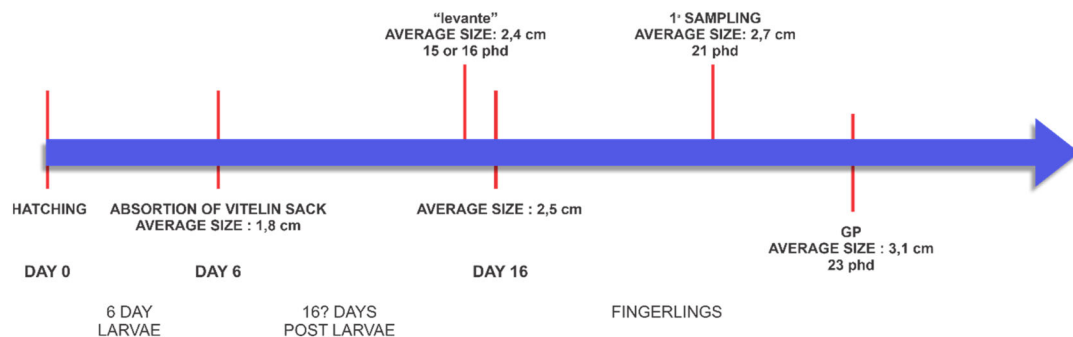 “levante”
AVERAGE SIZE: 2,4 cm
15 or 16 phd
1ª SAMPLING
AVERAGE SIZE: 2,7 cm
21 phd
HATCHING
ABSORTION OF VITELIN SACK
AVERAGE SIZE : 1,8 cm
AVERAGE SIZE : 2,5 cm
GP
AVERAGE SIZE : 3,1 cm
23 phd
DAY 0
DAY 6
DAY 16
6 DAY
LARVAE
16? DAYS
POST LARVAE
FINGERLINGS